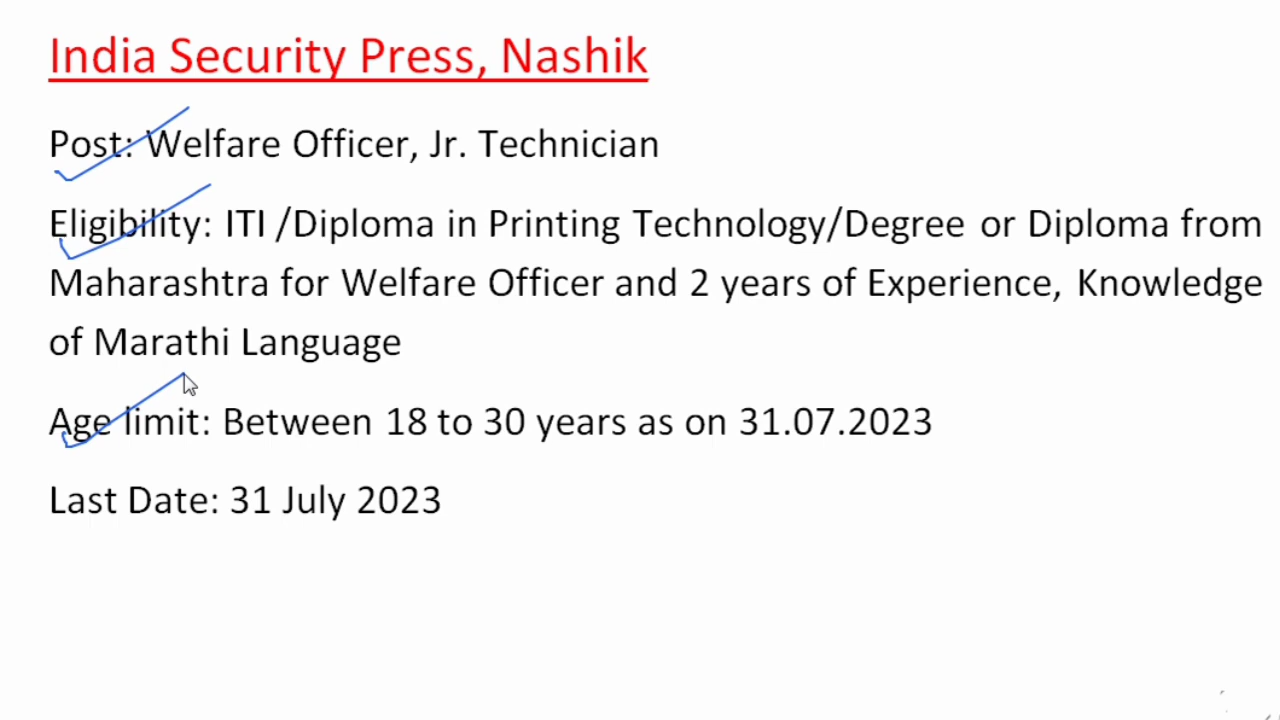 India Security Press, Nashik
Post: Welfare Officer, Jr. Technician
Eligibility: ITI /Diploma in Printing Technology/Degree or Diploma from
Maharashtra for Welfare Officer and 2 years of Experience, Knowledge
of Marathi Language
Age limit: Between 18 to 30 years as on 31.07.2023
Last Date: 31 July 2023